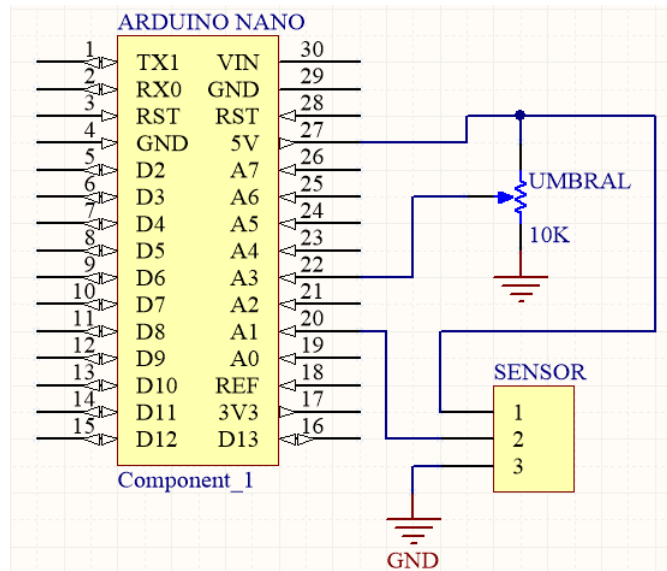 ARDUINO NANO
1 TX1 VIN 30
2 RX0 GND 29
3 RST RST 28
4 GND 5V 27
5 D2 A7 26
6 D3 A6 25
7 D4 A5 24
8 D5 A4 23
9 D6 A3 22
10 D7 A2 21
11 D8 A1 20
12 D9 A0 19
13 D10 REF 18
14 D11 3V3 17
15 D12 D13 16
Component_1
UMBRAL
10K
SENSOR
1
2
3
GND